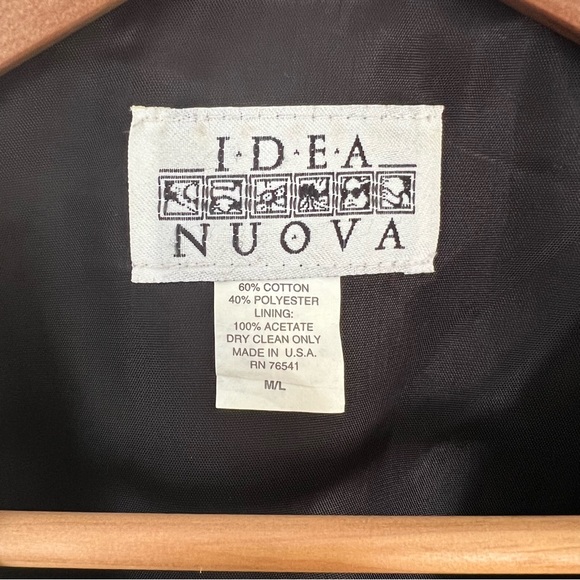 I·D·E·A
NUOVA
60% COTTON
40% POLYESTER
LINING:
100% ACETATE
DRY CLEAN ONLY
MADE IN U.S.A.
RN 76541
M/L